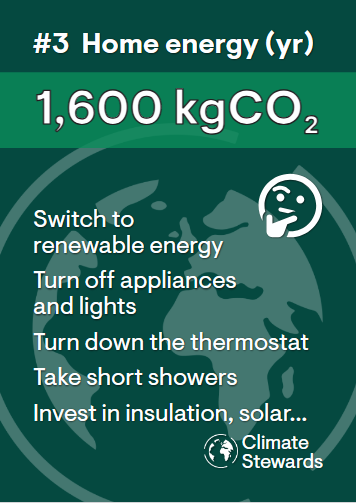 #3 Home energy (yr)
1,600 kgCO₂
Switch to
renewable energy
Turn off appliances
and lights
Turn down the thermostat
Take short showers
Invest in insulation, solar...
Climate
Stewards